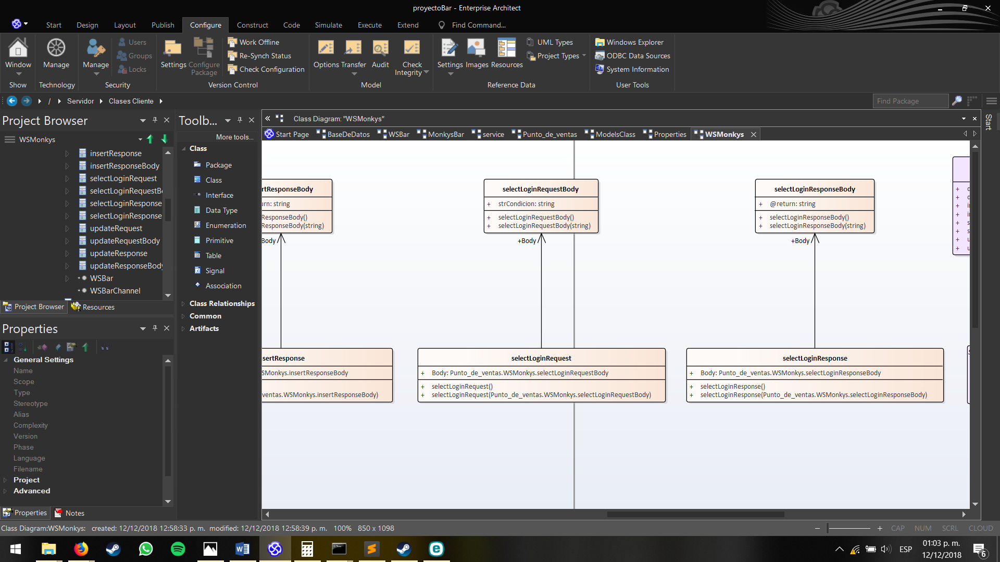 proyectoBar - Enterprise Architect
Start Design Layout Publish Configure Construct Code Simulate Execute Extend Find Command...
Window
Show
Manage
Technology
Manage
Users
Groups
Locks
Security
Settings
Configure
Package
Work Offline
Re-Synch Status
Check Configuration
Version Control
Options
Transfer
Audit
Check
Integrity
Model
Settings
Images
Resources
UML Types
Project Types
Reference Data
Windows Explorer
ODBC Data Sources
System Information
User Tools
/ Servidor Clases Cliente
Find Package
Project Browser
WSMonkys
insertResponse
insertResponseBody
selectLoginRequest
selectLoginRequestB
selectLoginResponse
selectLoginResponse
updateRequest
updateRequestBody
updateResponse
updateResponseBody
WSBar
WSBarChannel
Project Browser Resources
Properties
General Settings
Name
Scope
Type
Stereotype
Alias
Complexity
Version
Phase
Language
Filename
Project
Advanced
Properties Notes
Toolb...
More tools...
Class
Package
Class
Interface
Data Type
Enumeration
Primitive
Table
Signal
Association
Class Relationships
Common
Artifacts
Class Diagram: "WSMonkys"
Start Page BaseDeDatos WSBar MonkysBar service Punto_de_ventas ModelsClass Properties WSMonkys
Start
rtResponseBody
urn: string
ResponseBody()
ResponseBody(string)
Body
sertResponse
SMonkys.insertResponseBody
ventas.WSMonkys.insertResponseBody)
selectLoginRequestBody
+ strCondicion: string
+ selectLoginRequestBody()
+ selectLoginRequestBody(string)
+Body
selectLoginRequest
+ Body: Punto_de_ventas.WSMonkys.selectLoginRequestBody
+ selectLoginRequest()
+ selectLoginRequest(Punto_de_ventas.WSMonkys.selectLoginRequestBody)
selectLoginResponseBody
+ @return: string
+ selectLoginResponseBody()
+ selectLoginResponseBody(string)
+Body
selectLoginResponse
+ Body: Punto_de_ventas.WSMonkys.selectLoginResponseBody
+ selectLoginResponse()
+ selectLoginResponse(Punto_de_ventas.WSMonkys.selectLoginResponseBody)
Class Diagram:WSMonkys: created: 12/12/2018 12:58:33 p. m. modified: 12/12/2018 12:58:39 p. m. 100% 850 x 1098
CAP NUM SCRL CLOUD
ESP
01:03 p. m.
12/12/2018
6